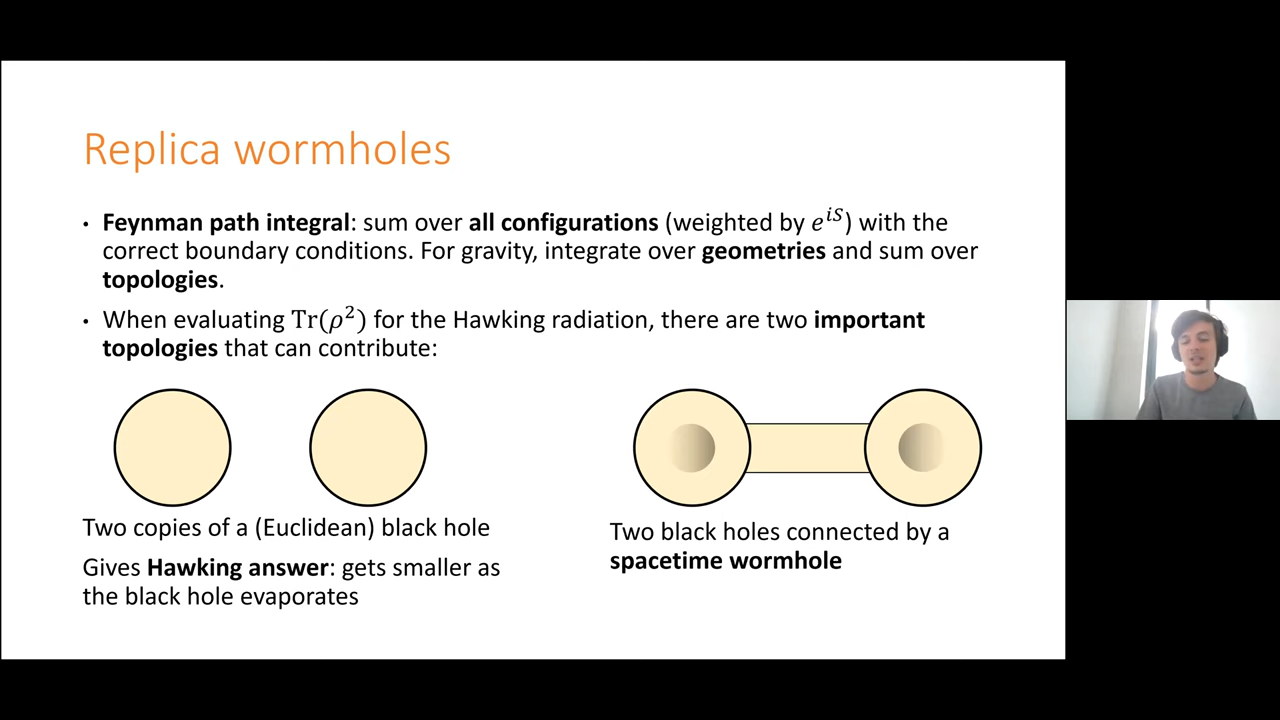 Replica wormholes
• Feynman path integral: sum over all configurations (weighted by $e^{iS}$) with the
correct boundary conditions. For gravity, integrate over geometries and sum over
topologies.
• When evaluating $\mathrm{Tr}(\rho^2)$ for the Hawking radiation, there are two important
topologies that can contribute:
Two copies of a (Euclidean) black hole
Gives Hawking answer: gets smaller as
the black hole evaporates
Two black holes connected by a
spacetime wormhole